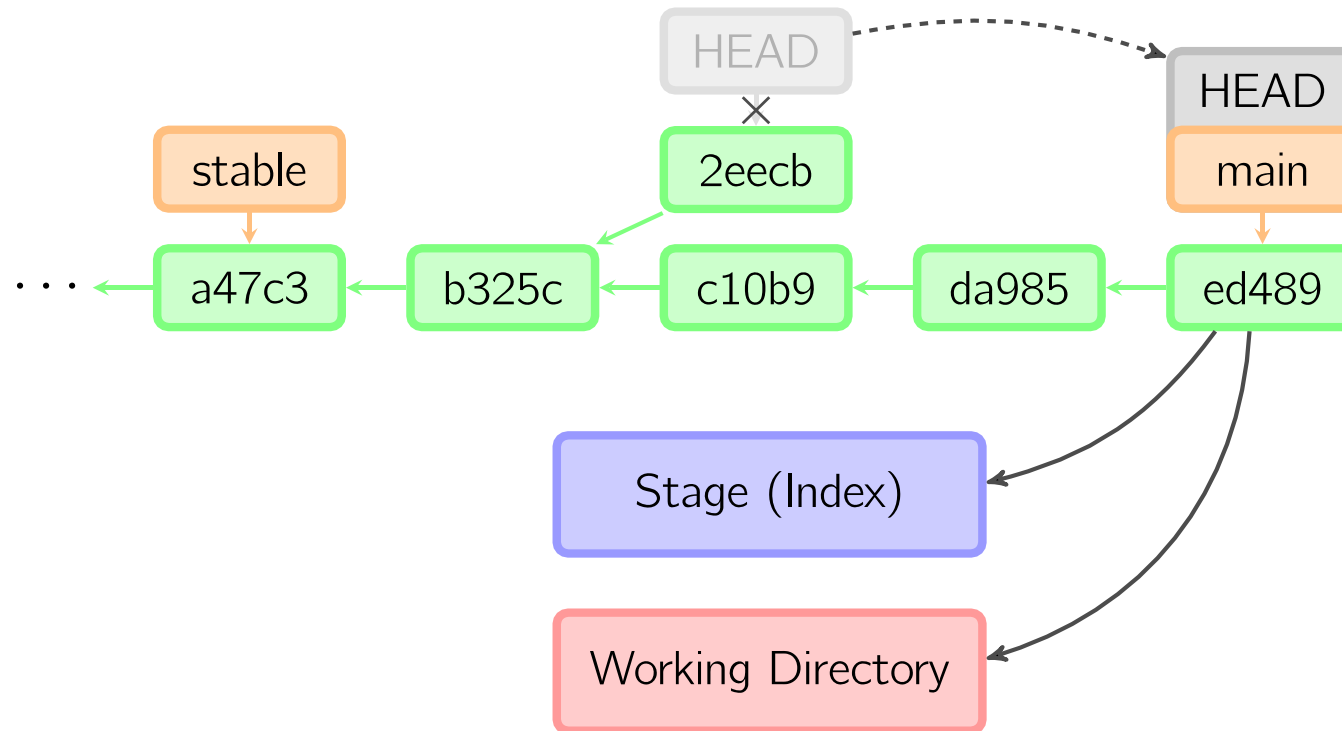 HEAD
HEAD
stable
2eecb
main
. . .
a47c3
b325c
c10b9
da985
ed489
Stage (Index)
Working Directory